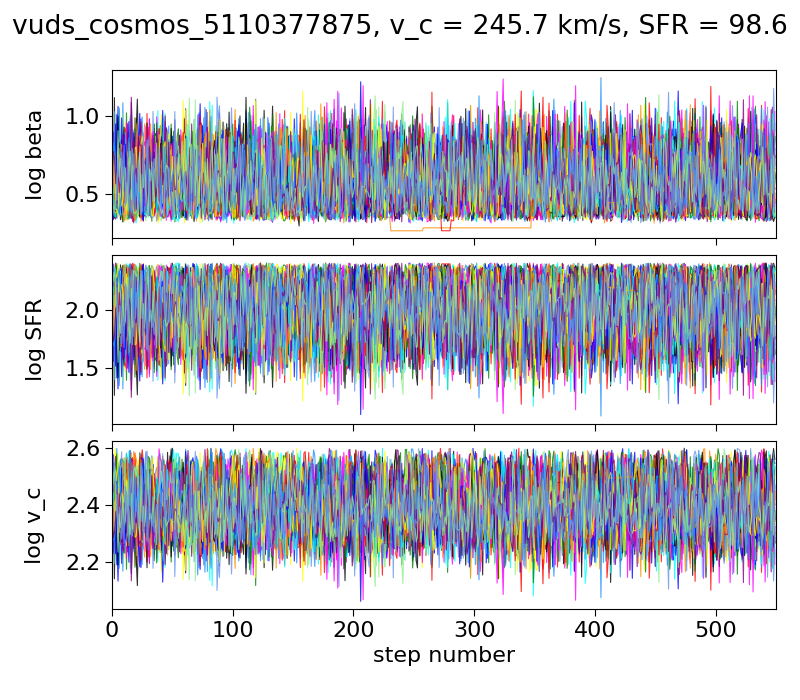 vuds_cosmos_5110377875, v_c = 245.7 km/s, SFR = 98.6
1.0
0.5
log beta
2.0
1.5
log SFR
2.6
2.4
2.2
log v_c
0 100 200 300 400 500
step number